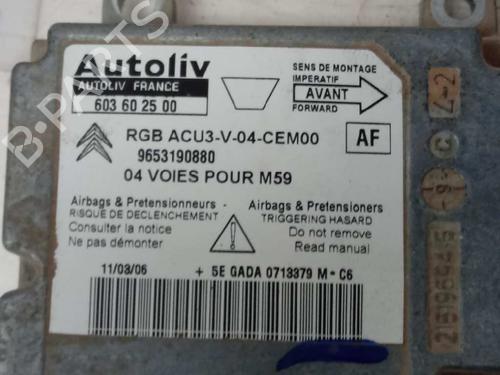 Autoliv
AUTOLIV FRANCE
603 60 25 00
SENS DE MONTAGE
IMPERATIF
AVANT
FORWARD
RGB ACU3-V-04-CEM00
AF
9653190880
04 VOIES POUR M59
Airbags & Pretensionneurs -
RISQUE DE DECLENCHEMENT
Consulter la notice
Ne pas démonter
Airbags & Pretensioners
TRIGGERING HASARD
Do not remove
Read manual
11/03/06 + 5E GADA 0713379 M - C6
B-PARTS